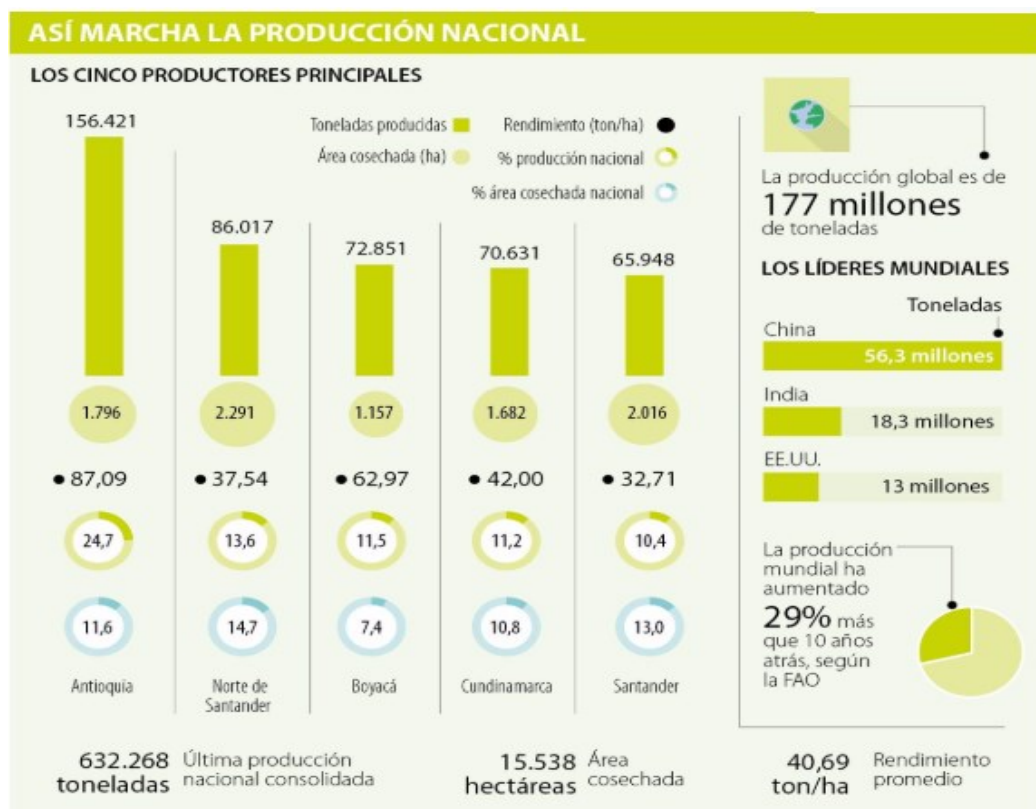 ASÍ MARCHA LA PRODUCCIÓN NACIONAL
LOS CINCO PRODUCTORES PRINCIPALES
Toneladas producidas
Rendimiento (ton/ha)
Área cosechada (ha)
% producción nacional
% área cosechada nacional
156.421
86.017
72.851
70.631
65.948
1.796
2.291
1.157
1.682
2.016
87,09
37,54
62,97
42,00
32,71
24,7
13,6
11,5
11,2
10,4
11,6
14,7
7,4
10,8
13,0
Antioquia
Norte de
Santander
Boyacá
Cundinamarca
Santander
La producción global es de
177 millones
de toneladas
LOS LÍDERES MUNDIALES
Toneladas
China
56,3 millones
India
18,3 millones
EE.UU.
13 millones
La producción
mundial ha
aumentado
29% más
que 10 años
atrás, según
la FAO
632.268
toneladas
Última producción
nacional consolidada
15.538
hectáreas
Área
cosechada
40,69
ton/ha
Rendimiento
promedio